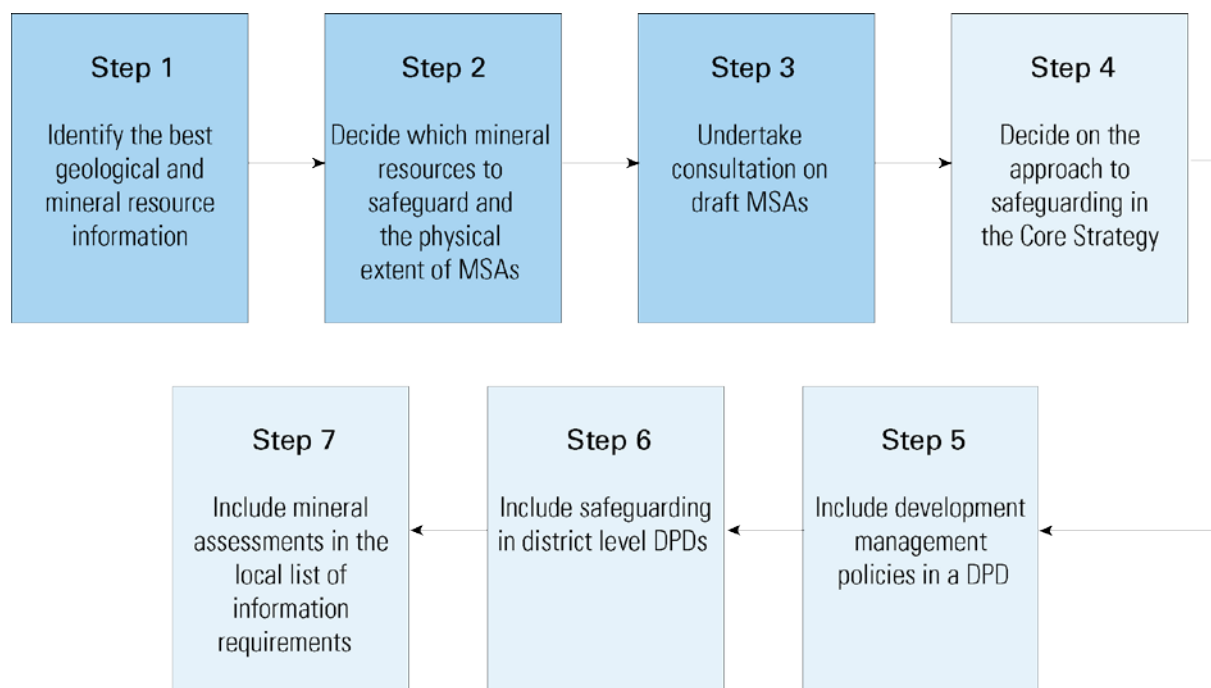 Step 1
Identify the best
geological and
mineral resource
information
Step 2
Decide which mineral
resources to
safeguard and
the physical
extent of MSAs
Step 3
Undertake
consultation on
draft MSAs
Step 4
Decide on the
approach to
safeguarding in
the Core Strategy
Step 5
Include development
management
policies in a DPD
Step 6
Include safeguarding
in district level DPDs
Step 7
Include mineral
assessments in the
local list of
information
requirements